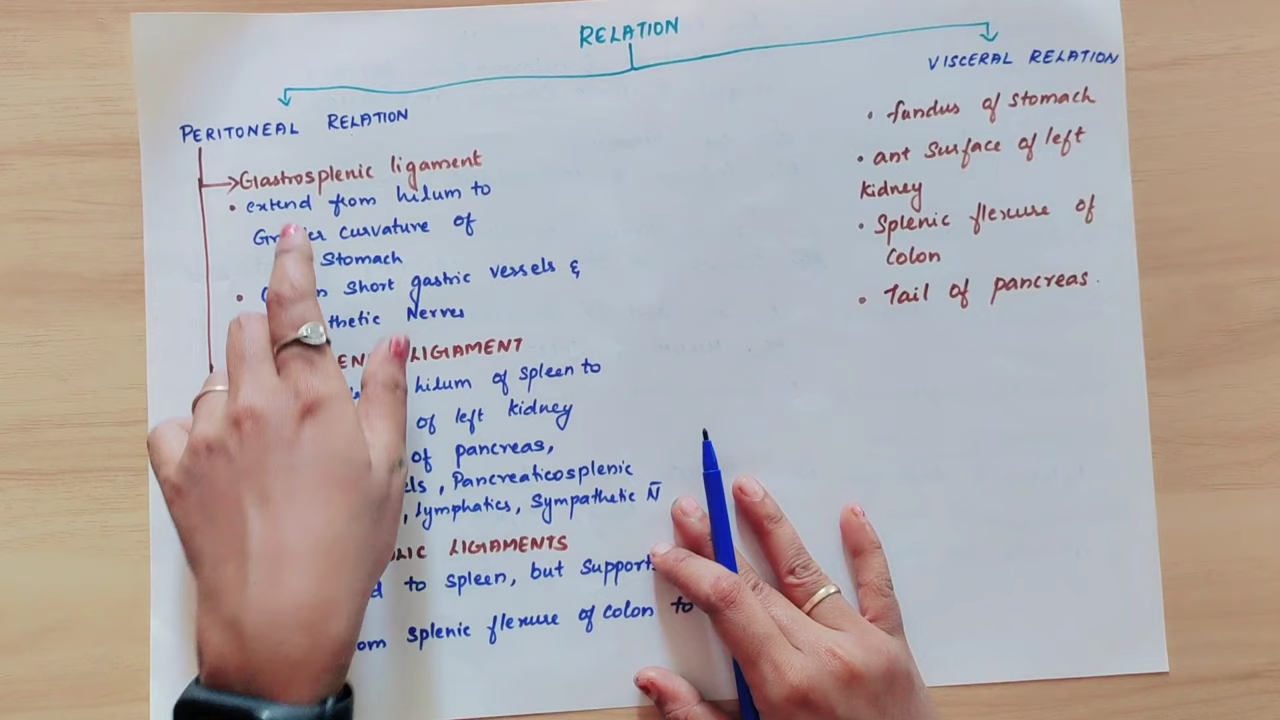 RELATION
PERITONEAL RELATION
Glastrosplenic ligament
• extend from hilum to
curvature of
Stomach
• Short gastric vessels &
thetic Nerves
LIGAMENT
hilum of spleen to
of left kidney
of pancreas,
, Pancreaticosplenic
, lymphatics, Sympathetic N̄
LIGAMENTS
to spleen, but support
splenic flexure of colon to
VISCERAL RELATION
• fundus of stomach
• ant surface of left
kidney
• Splenic flexure of
Colon
• Tail of pancreas.